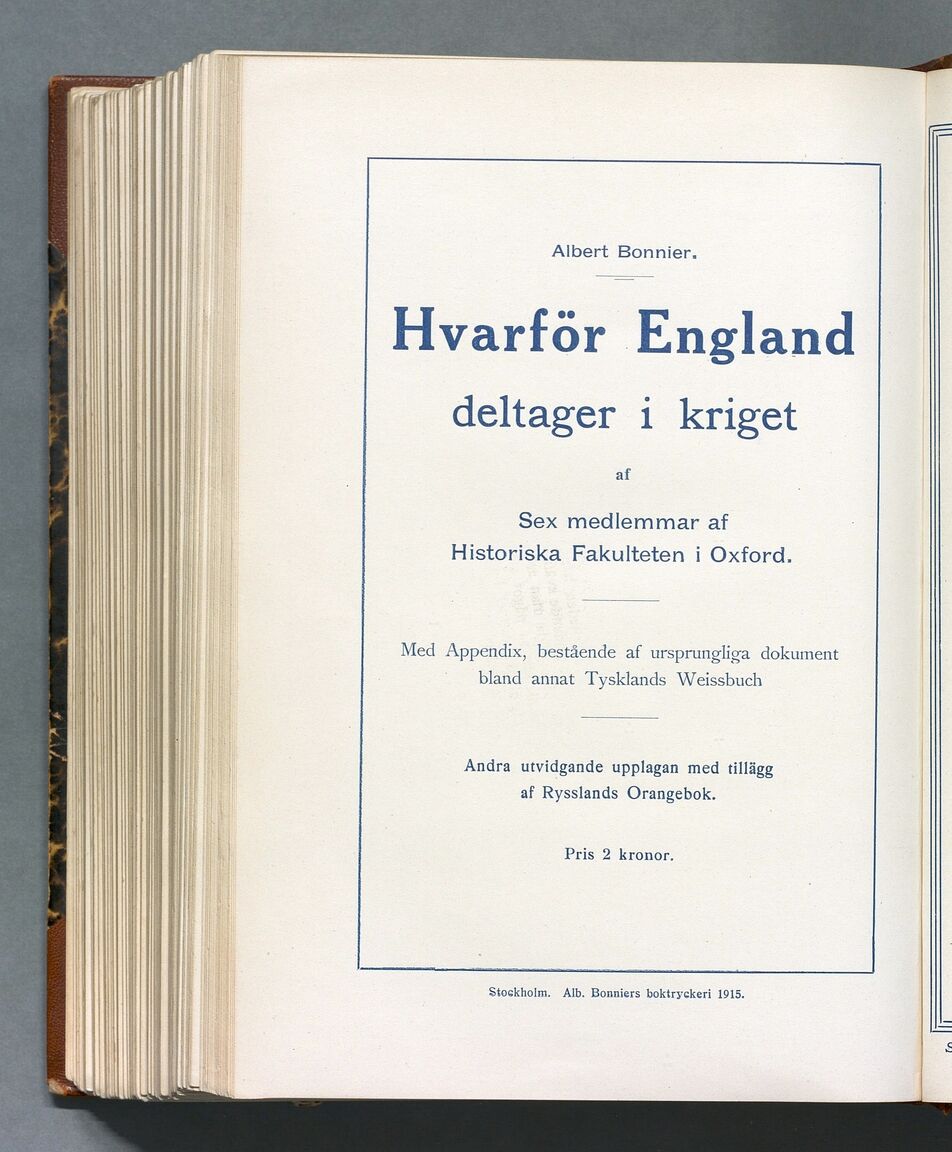 Albert Bonnier.
Hvarför England
deltager i kriget
af
Sex medlemmar af
Historiska Fakulteten i Oxford.
Med Appendix, bestående af ursprungliga dokument
bland annat Tysklands Weissbuch
Andra utvidgande upplagan med tillägg
af Rysslands Orangebok.
Pris 2 kronor.
Stockholm. Alb. Bonniers boktryckeri 1915.